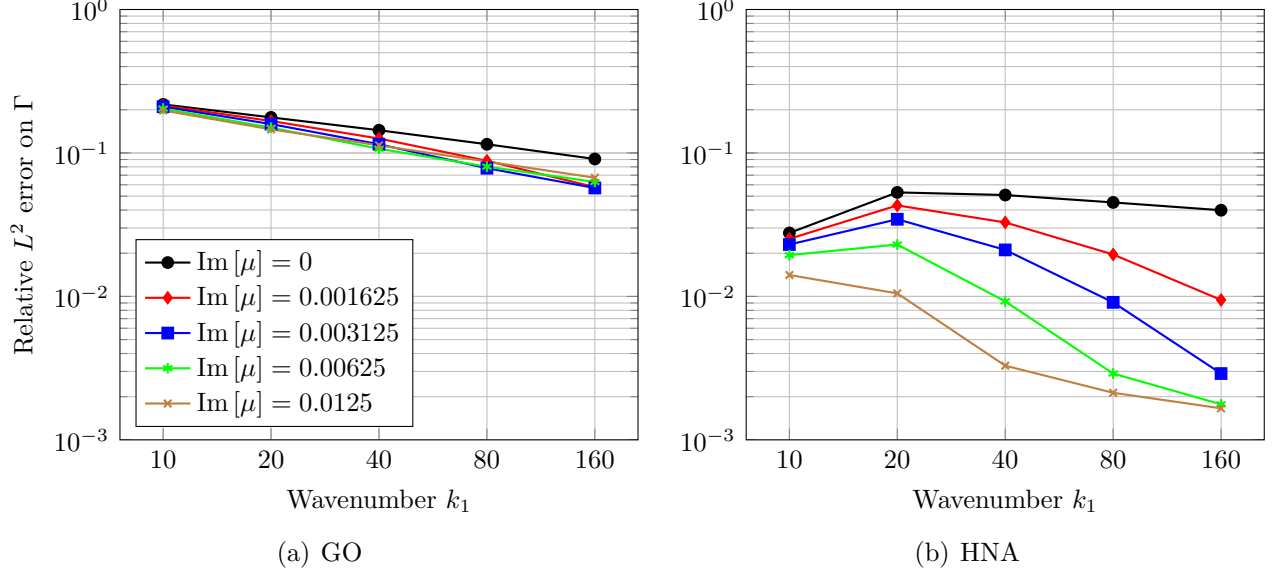 10^0
10^{-1}
10^{-2}
10^{-3}
10 20 40 80 160
Wavenumber k_1
Relative L^2 error on Γ
Im [μ] = 0
Im [μ] = 0.001625
Im [μ] = 0.003125
Im [μ] = 0.00625
Im [μ] = 0.0125
(a) GO
10^0
10^{-1}
10^{-2}
10^{-3}
10 20 40 80 160
Wavenumber k_1
(b) HNA